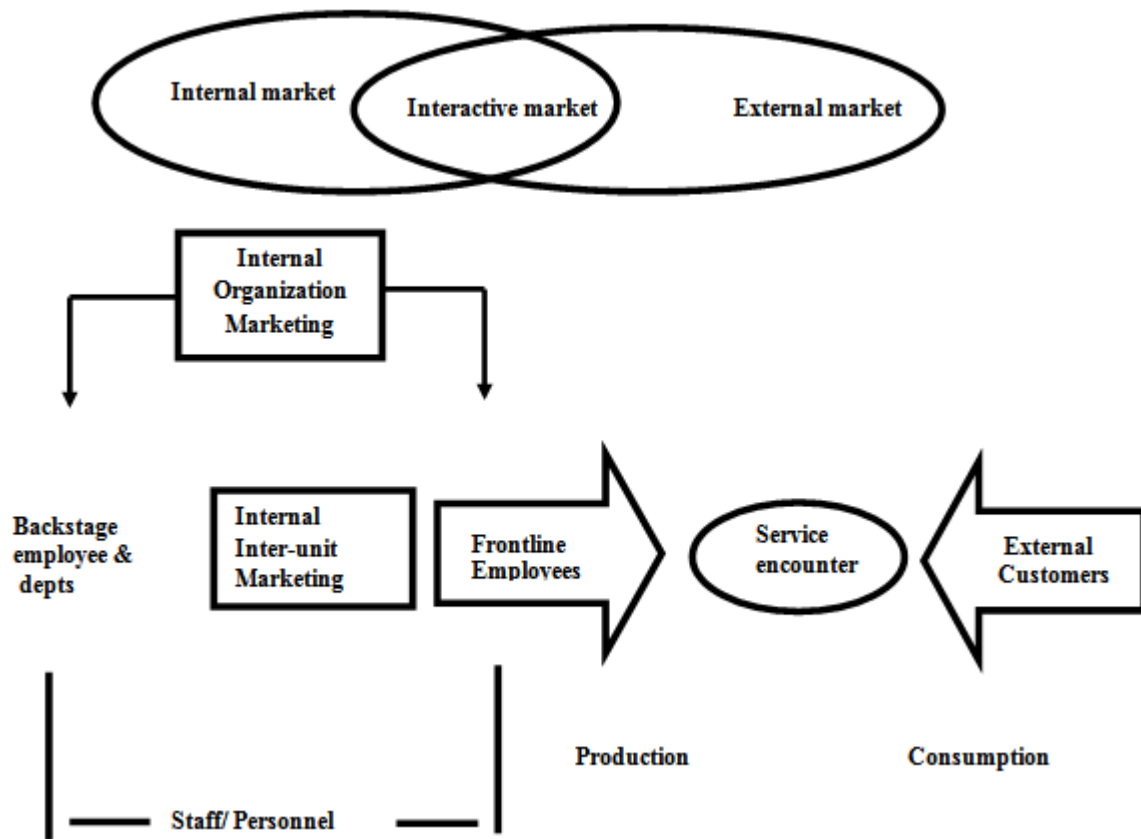 Internal market
Interactive market
External market
Internal
Organization
Marketing
Backstage
employee &
depts
Internal
Inter-unit
Marketing
Frontline
Employees
Service
encounter
External
Customers
Production
Consumption
Staff/ Personnel